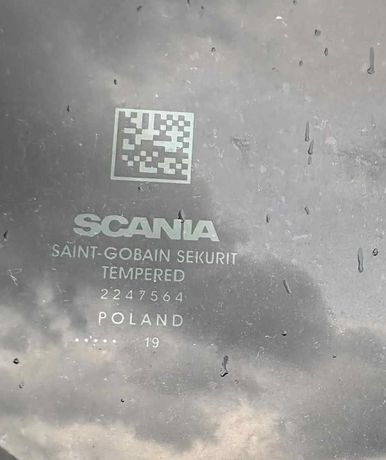 SCANIA
SAINT-GOBAIN SEKURIT
TEMPERED
2247564
POLAND
..... 19